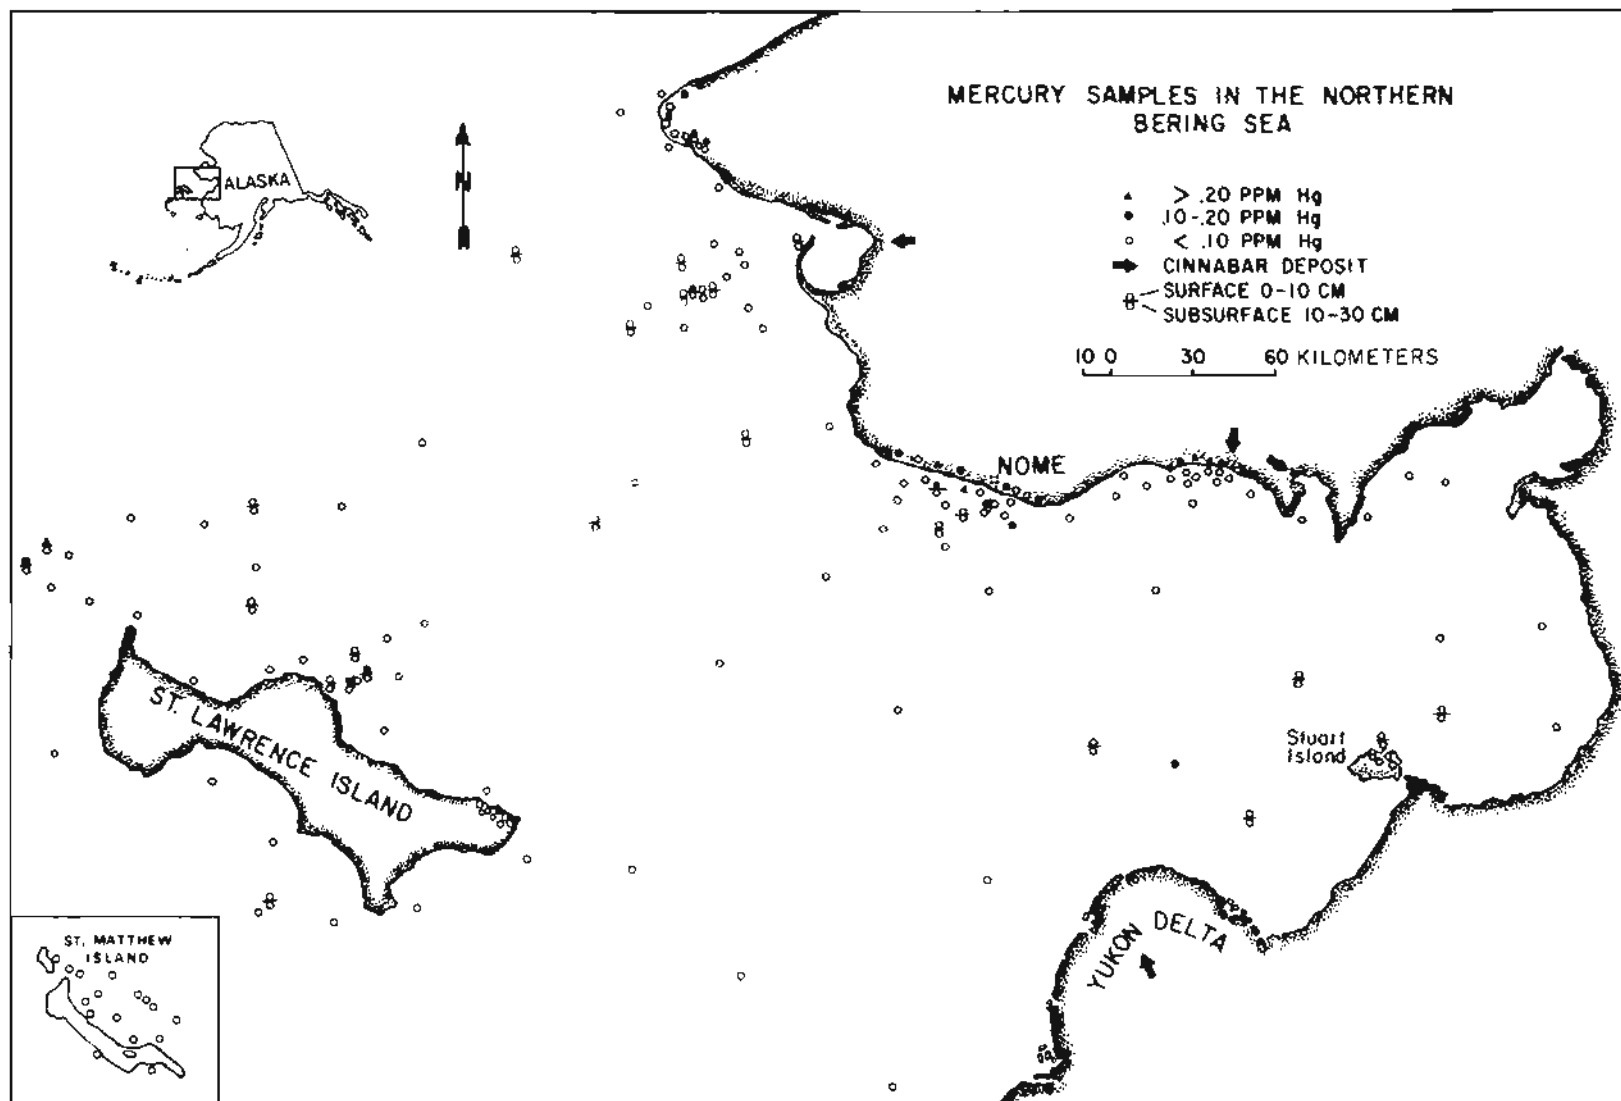 MERCURY SAMPLES IN THE NORTHERN
BERING SEA
ALASKA
N
> .20 PPM Hg
.10-.20 PPM Hg
< .10 PPM Hg
CINNABAR DEPOSIT
SURFACE 0-10 CM
SUBSURFACE 10-30 CM
10 0 30 60 KILOMETERS
NOME
ST. LAWRENCE ISLAND
Stuart
Island
YUKON DELTA
ST. MATTHEW
ISLAND